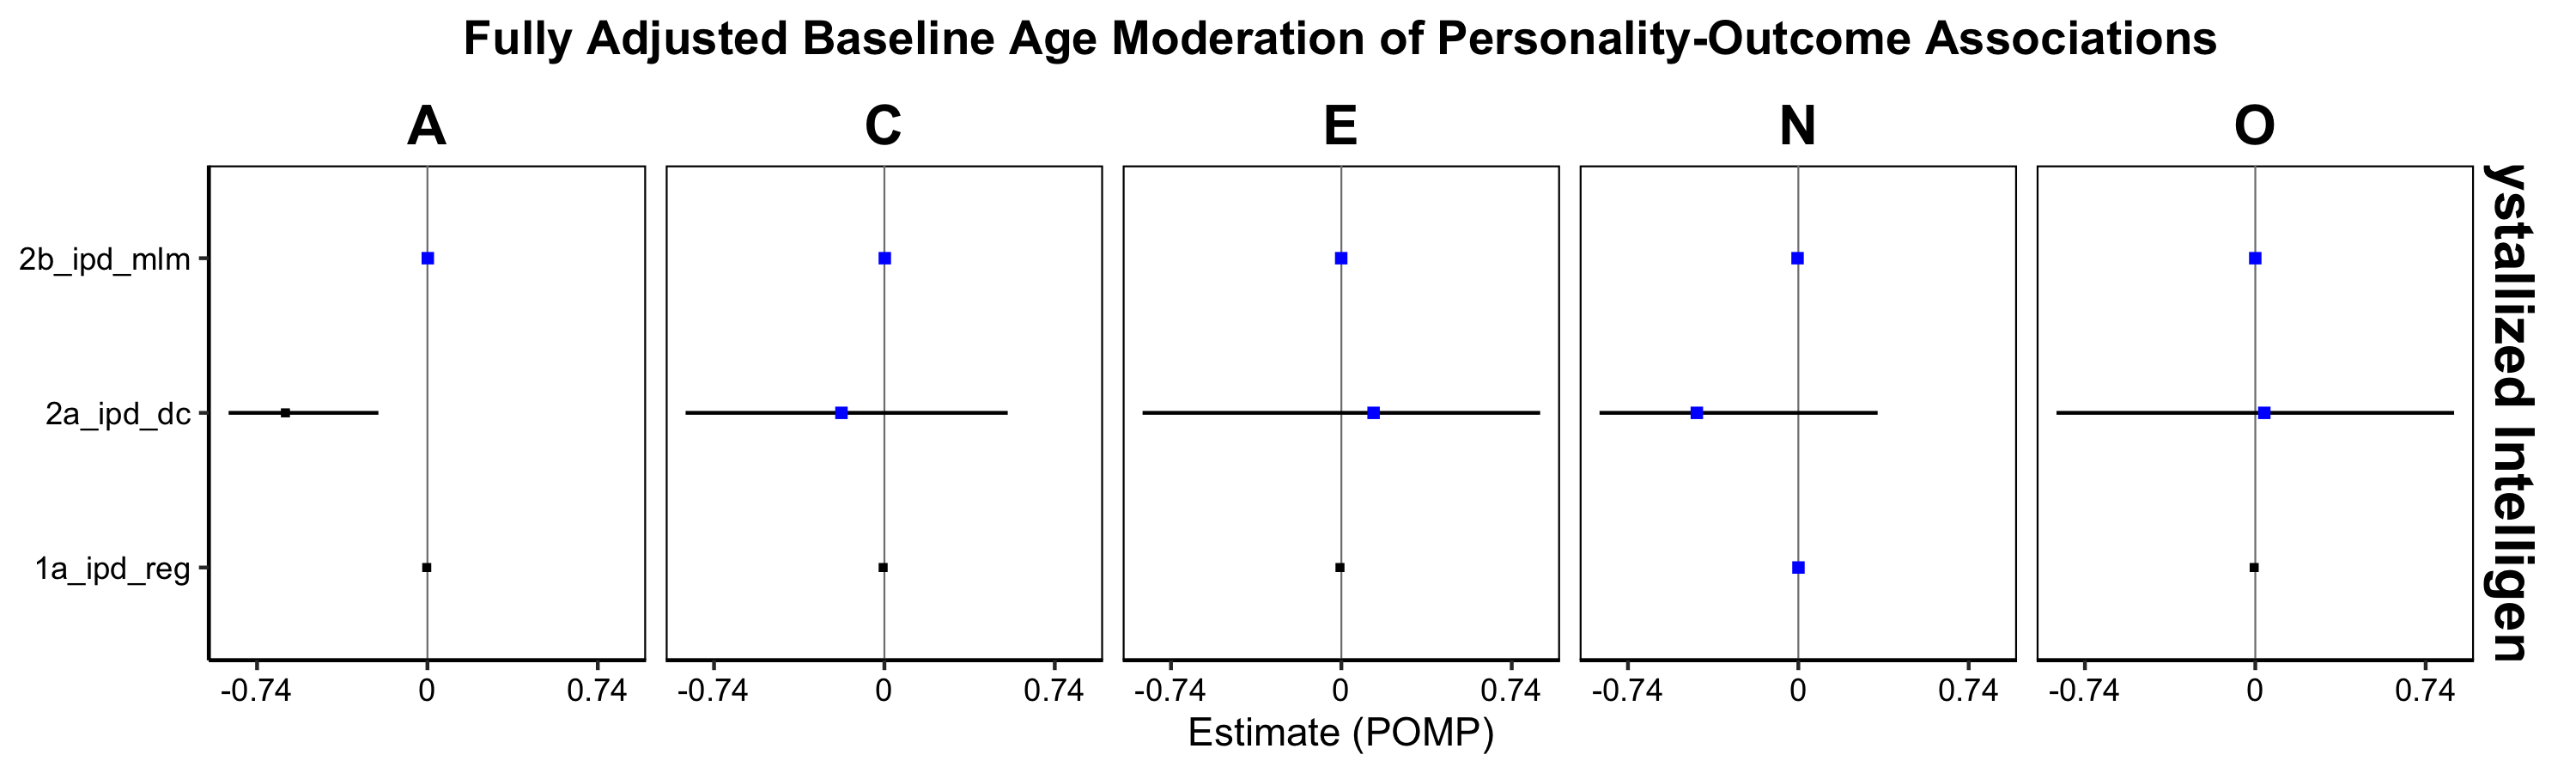 Fully Adjusted Baseline Age Moderation of Personality-Outcome Associations
A C E N O
2b_ipd_mlm
2a_ipd_dc
1a_ipd_reg
ystallized Intelligen
-0.74 0 0.74 -0.74 0 0.74 -0.74 0 0.74 -0.74 0 0.74 -0.74 0 0.74
Estimate (POMP)